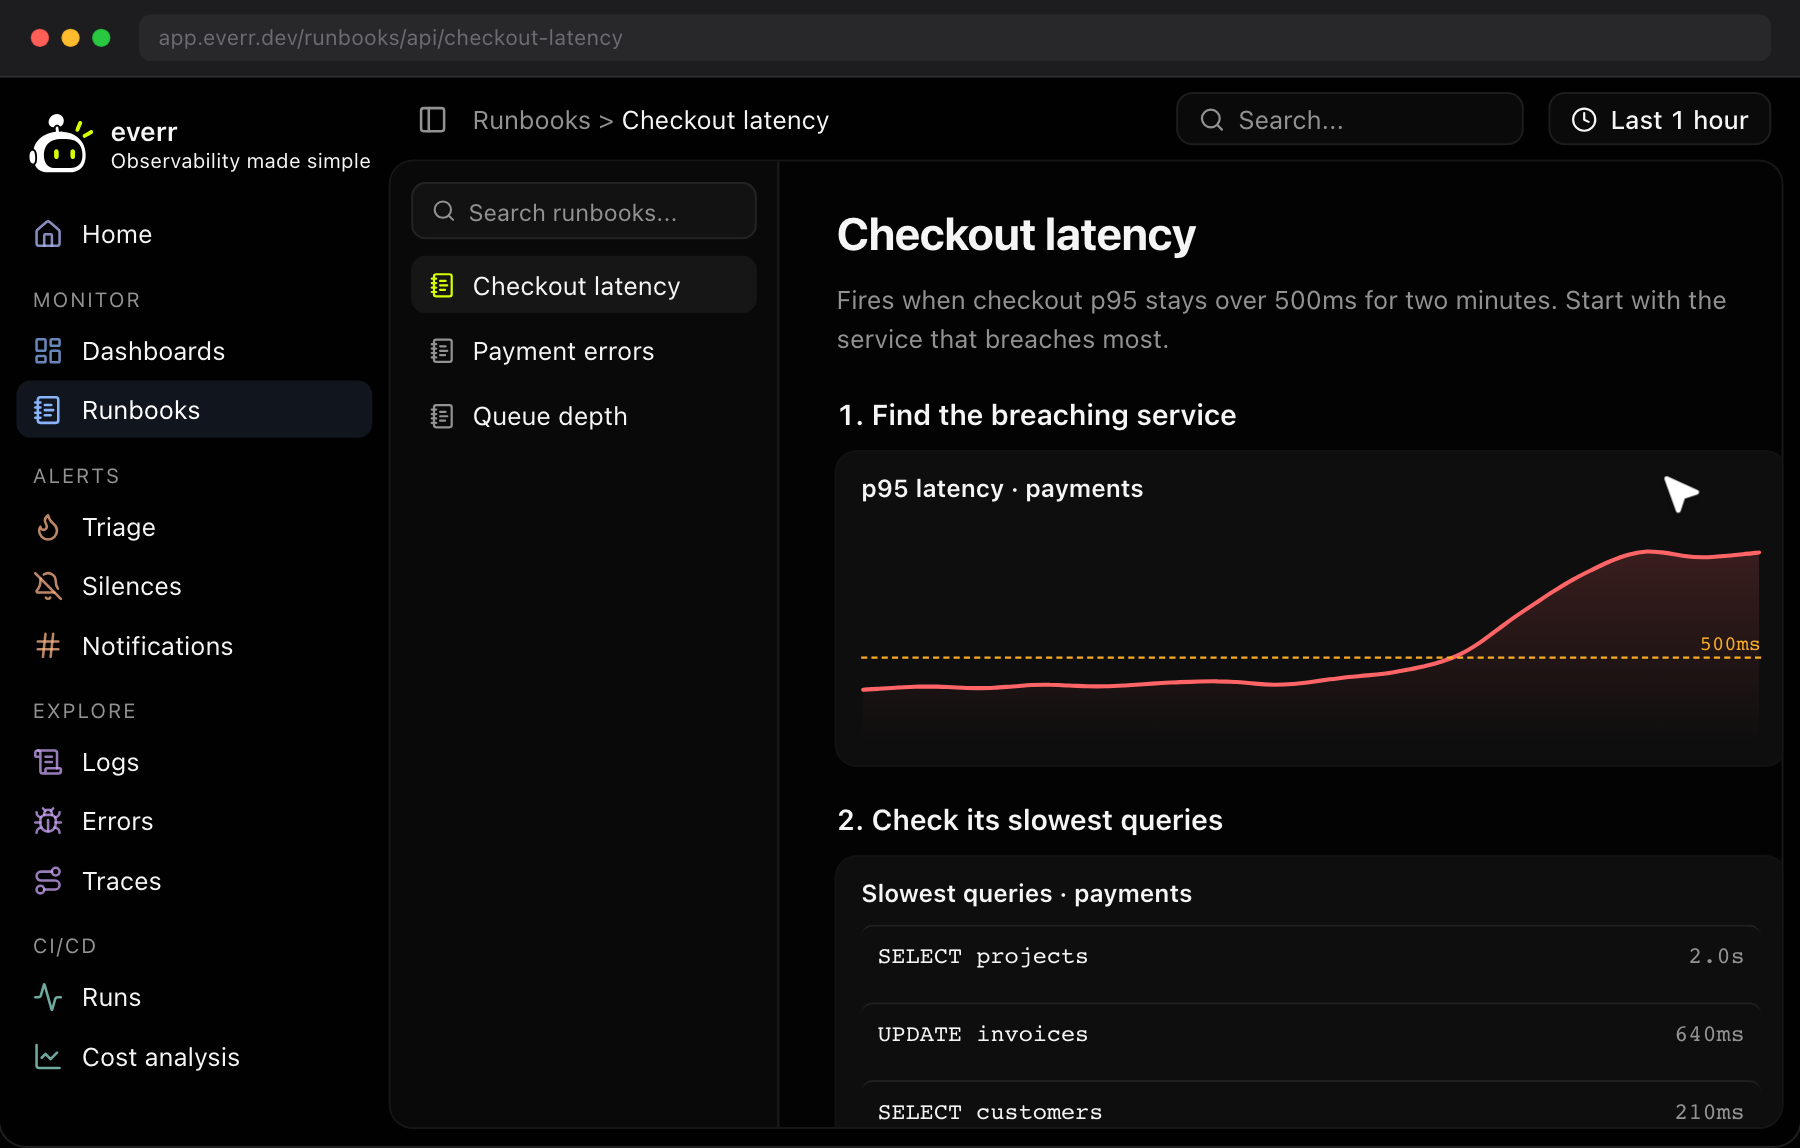 app.everr.dev/runbooks/api/checkout-latency
everr
Observability made simple
Home
MONITOR
Dashboards
Runbooks
ALERTS
Triage
Silences
Notifications
EXPLORE
Logs
Errors
Traces
CI/CD
Runs
Cost analysis
Runbooks > Checkout latency
Search...
Last 1 hour
Search runbooks...
Checkout latency
Payment errors
Queue depth
Checkout latency
Fires when checkout p95 stays over 500ms for two minutes. Start with the
service that breaches most.
1. Find the breaching service
p95 latency · payments
500ms
2. Check its slowest queries
Slowest queries · payments
SELECT projects 2.0s
UPDATE invoices 640ms
SELECT customers 210ms